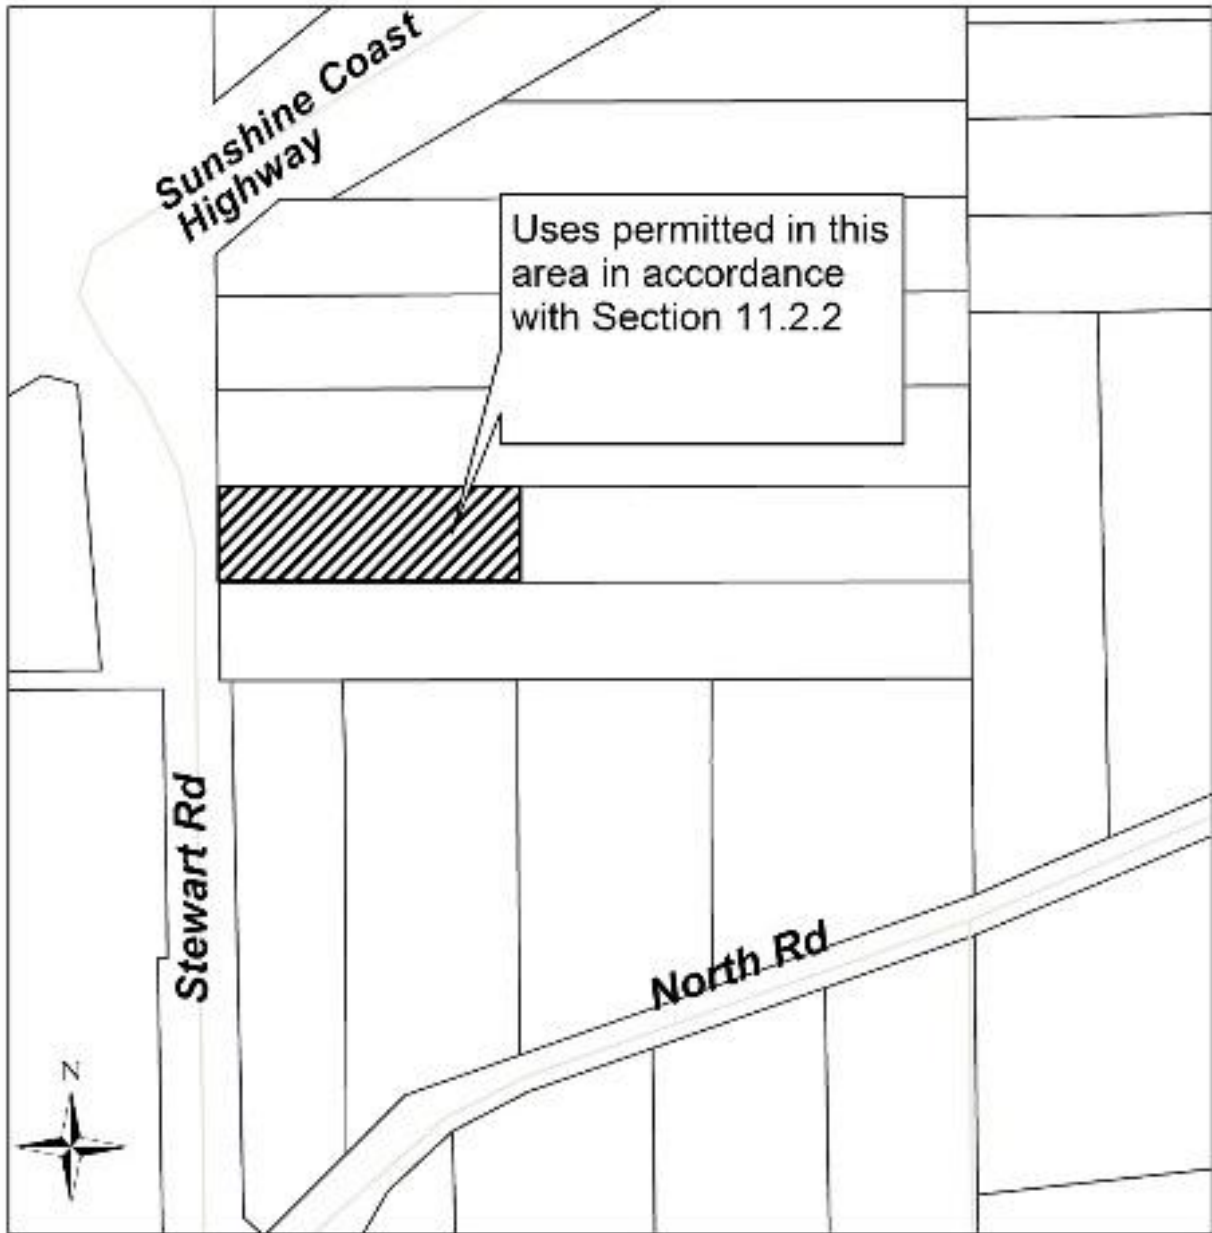 Sunshine Coast
Highway
Uses permitted in this
area in accordance
with Section 11.2.2
Stewart Rd
North Rd
N